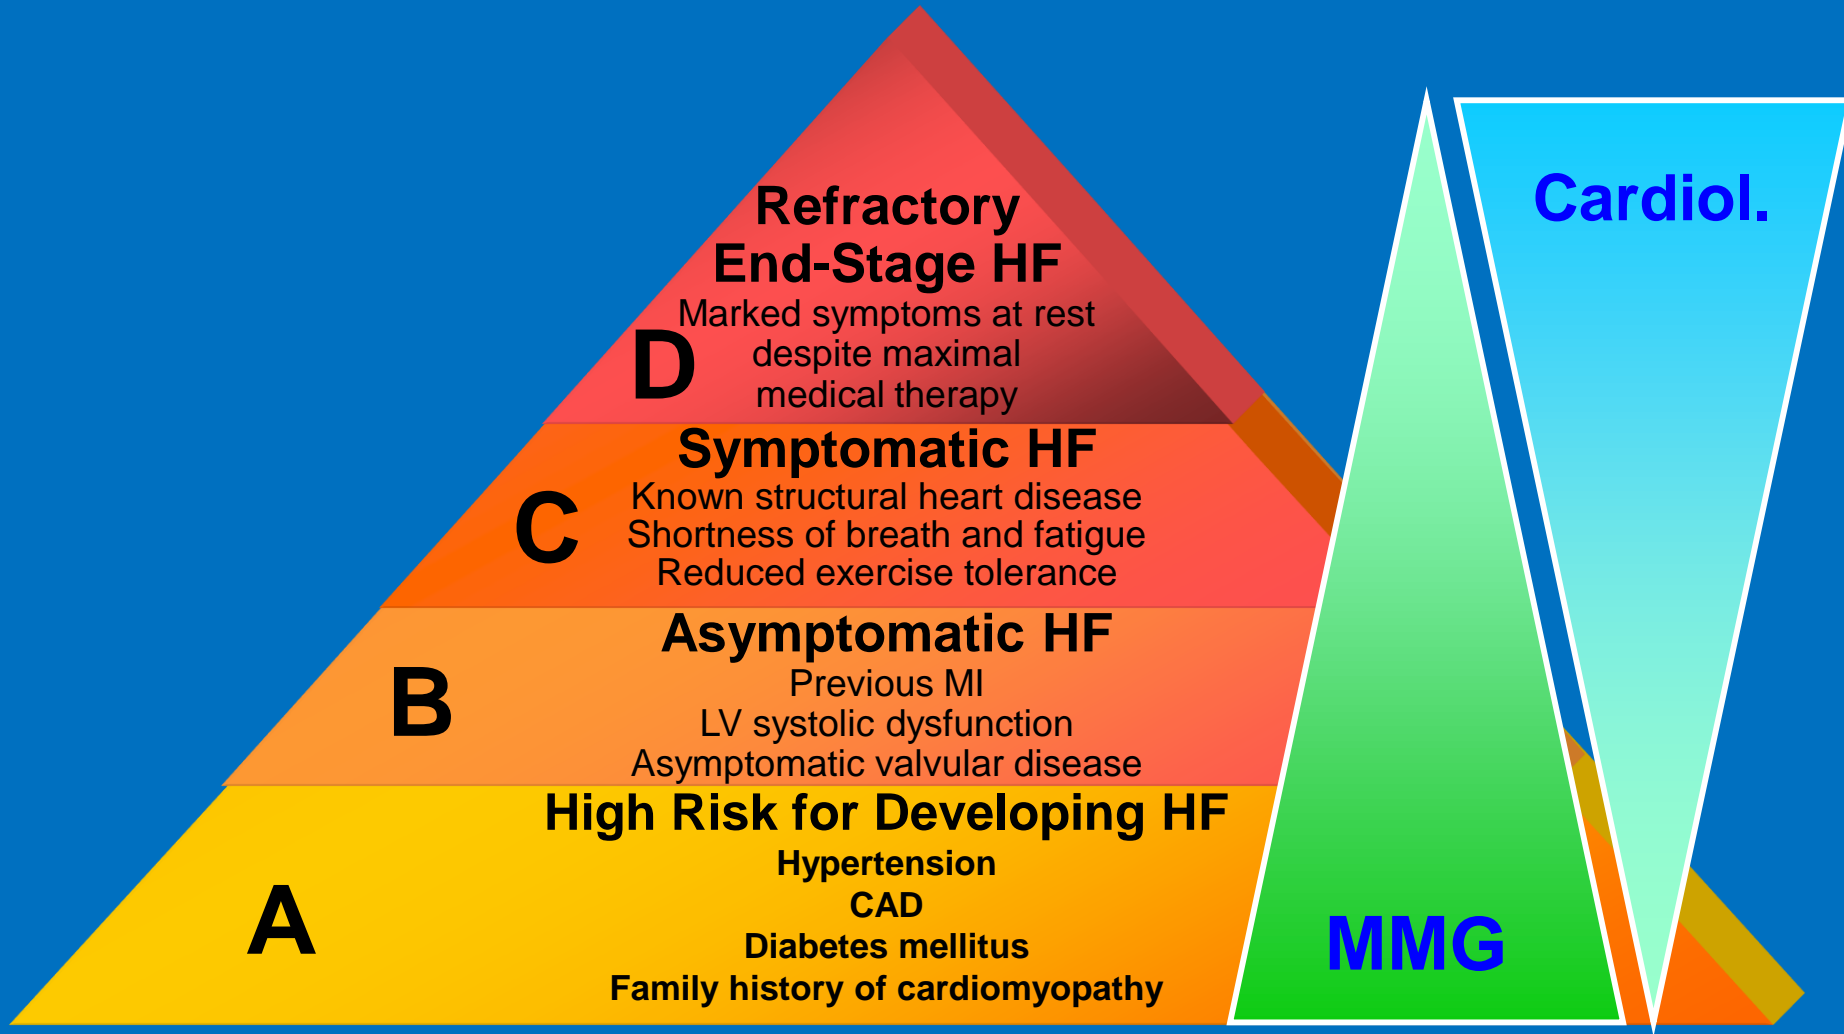 Refractory
End-Stage HF
Marked symptoms at rest
despite maximal
medical therapy
D
Symptomatic HF
Known structural heart disease
Shortness of breath and fatigue
Reduced exercise tolerance
C
Asymptomatic HF
Previous MI
LV systolic dysfunction
Asymptomatic valvular disease
B
High Risk for Developing HF
Hypertension
CAD
Diabetes mellitus
Family history of cardiomyopathy
A
MMG
Cardiol.